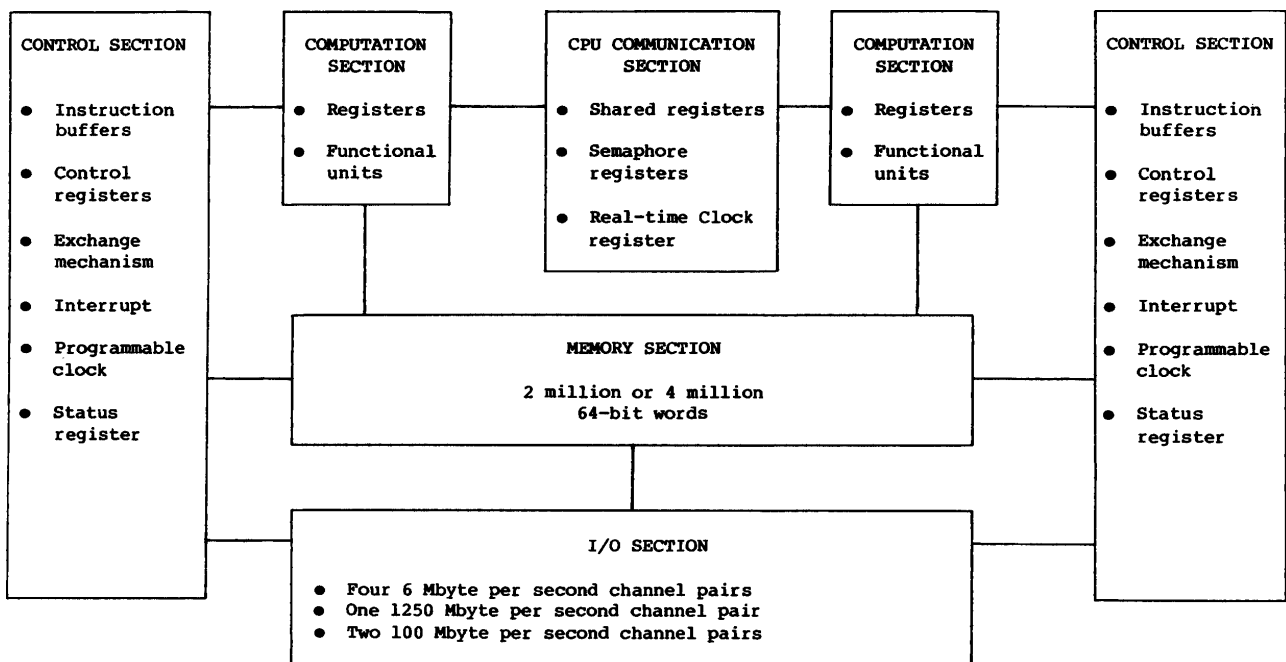 CONTROL SECTION
● Instruction
buffers
● Control
registers
● Exchange
mechanism
● Interrupt
● Programmable
clock
● Status
register
COMPUTATION
SECTION
● Registers
● Functional
units
CPU COMMUNICATION
SECTION
● Shared registers
● Semaphore
registers
● Real-time Clock
register
COMPUTATION
SECTION
● Registers
● Functional
units
CONTROL SECTION
● Instruction
buffers
● Control
registers
● Exchange
mechanism
● Interrupt
● Programmable
clock
● Status
register
MEMORY SECTION
2 million or 4 million
64-bit words
I/O SECTION
● Four 6 Mbyte per second channel pairs
● One 1250 Mbyte per second channel pair
● Two 100 Mbyte per second channel pairs